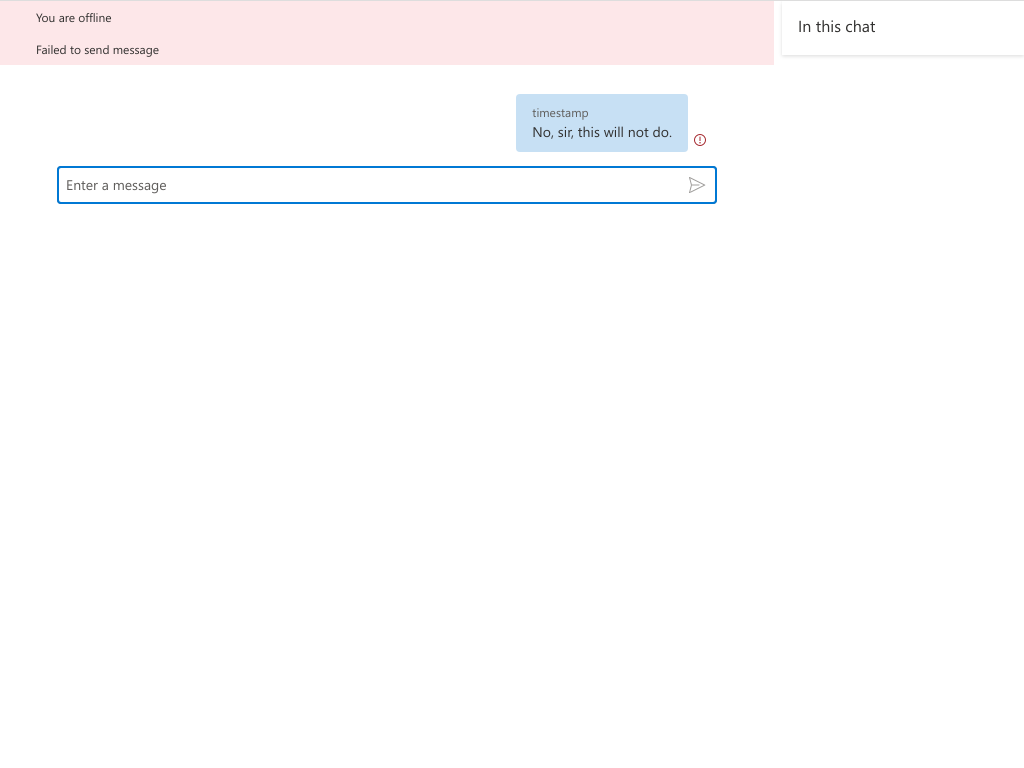 You are offline
Failed to send message
In this chat
timestamp
No, sir, this will not do.
Enter a message